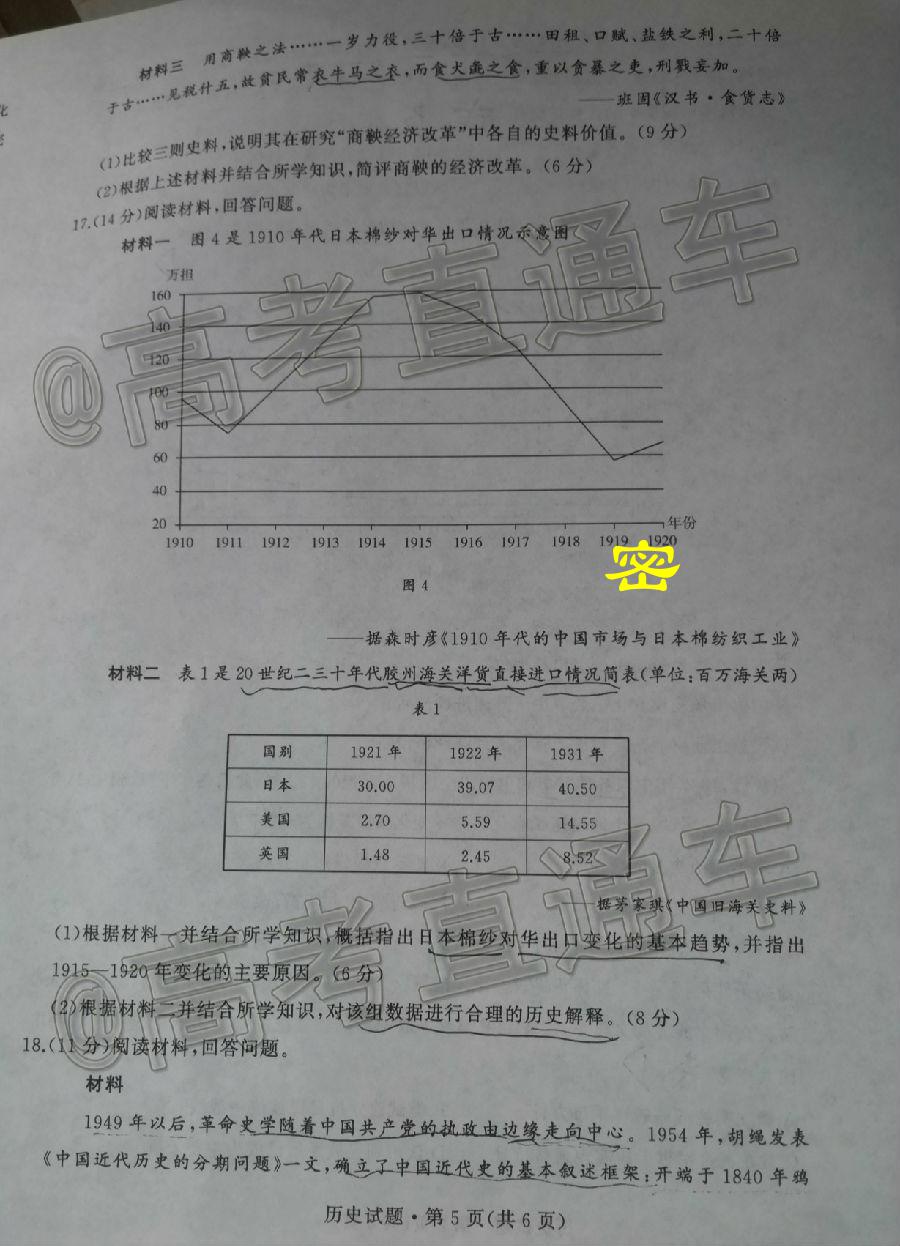 材料三 用商鞅之法……一岁力役,三十倍于古……田租、口赋、盐铁之利,二十倍
于古……见税什五,故贫民常衣牛马之衣,而食犬彘之食,重以贪暴之吏,刑戮妄加。
——班固《汉书·食货志》
(1)比较三则史料,说明其在研究“商鞅经济改革”中各自的史料价值。(9分)
(2)根据上述材料并结合所学知识,简评商鞅的经济改革。(6分)
17.(14分)阅读材料,回答问题。
材料一 图4是1910年代日本棉纱对华出口情况示意图
万担
160
140
120
100
80
60
40
20
1910 1911 1912 1913 1914 1915 1916 1917 1918 1919 1920 年份
密
图4
——据森时彦《1910年代的中国市场与日本棉纺织工业》
材料二 表1是20世纪二三十年代胶州海关洋货直接进口情况简表(单位:百万海关两)
表1
国别 1921年 1922年 1931年
日本 30.00 39.07 40.50
美国 2.70 5.59 14.55
英国 1.48 2.45 8.52
——据茅家琪《中国旧海关史料》
(1)根据材料一并结合所学知识,概括指出日本棉纱对华出口变化的基本趋势,并指出
1915—1920年变化的主要原因。(6分)
(2)根据材料二并结合所学知识,对该组数据进行合理的历史解释。(8分)
18.(11分)阅读材料,回答问题。
材料
1949年以后,革命史学随着中国共产党的执政由边缘走向中心。1954年,胡绳发表
《中国近代历史的分期问题》一文,确立了中国近代史的基本叙述框架:开端于1840年鸦
历史试题·第5页(共6页)
@高考直通车
@高考直通车